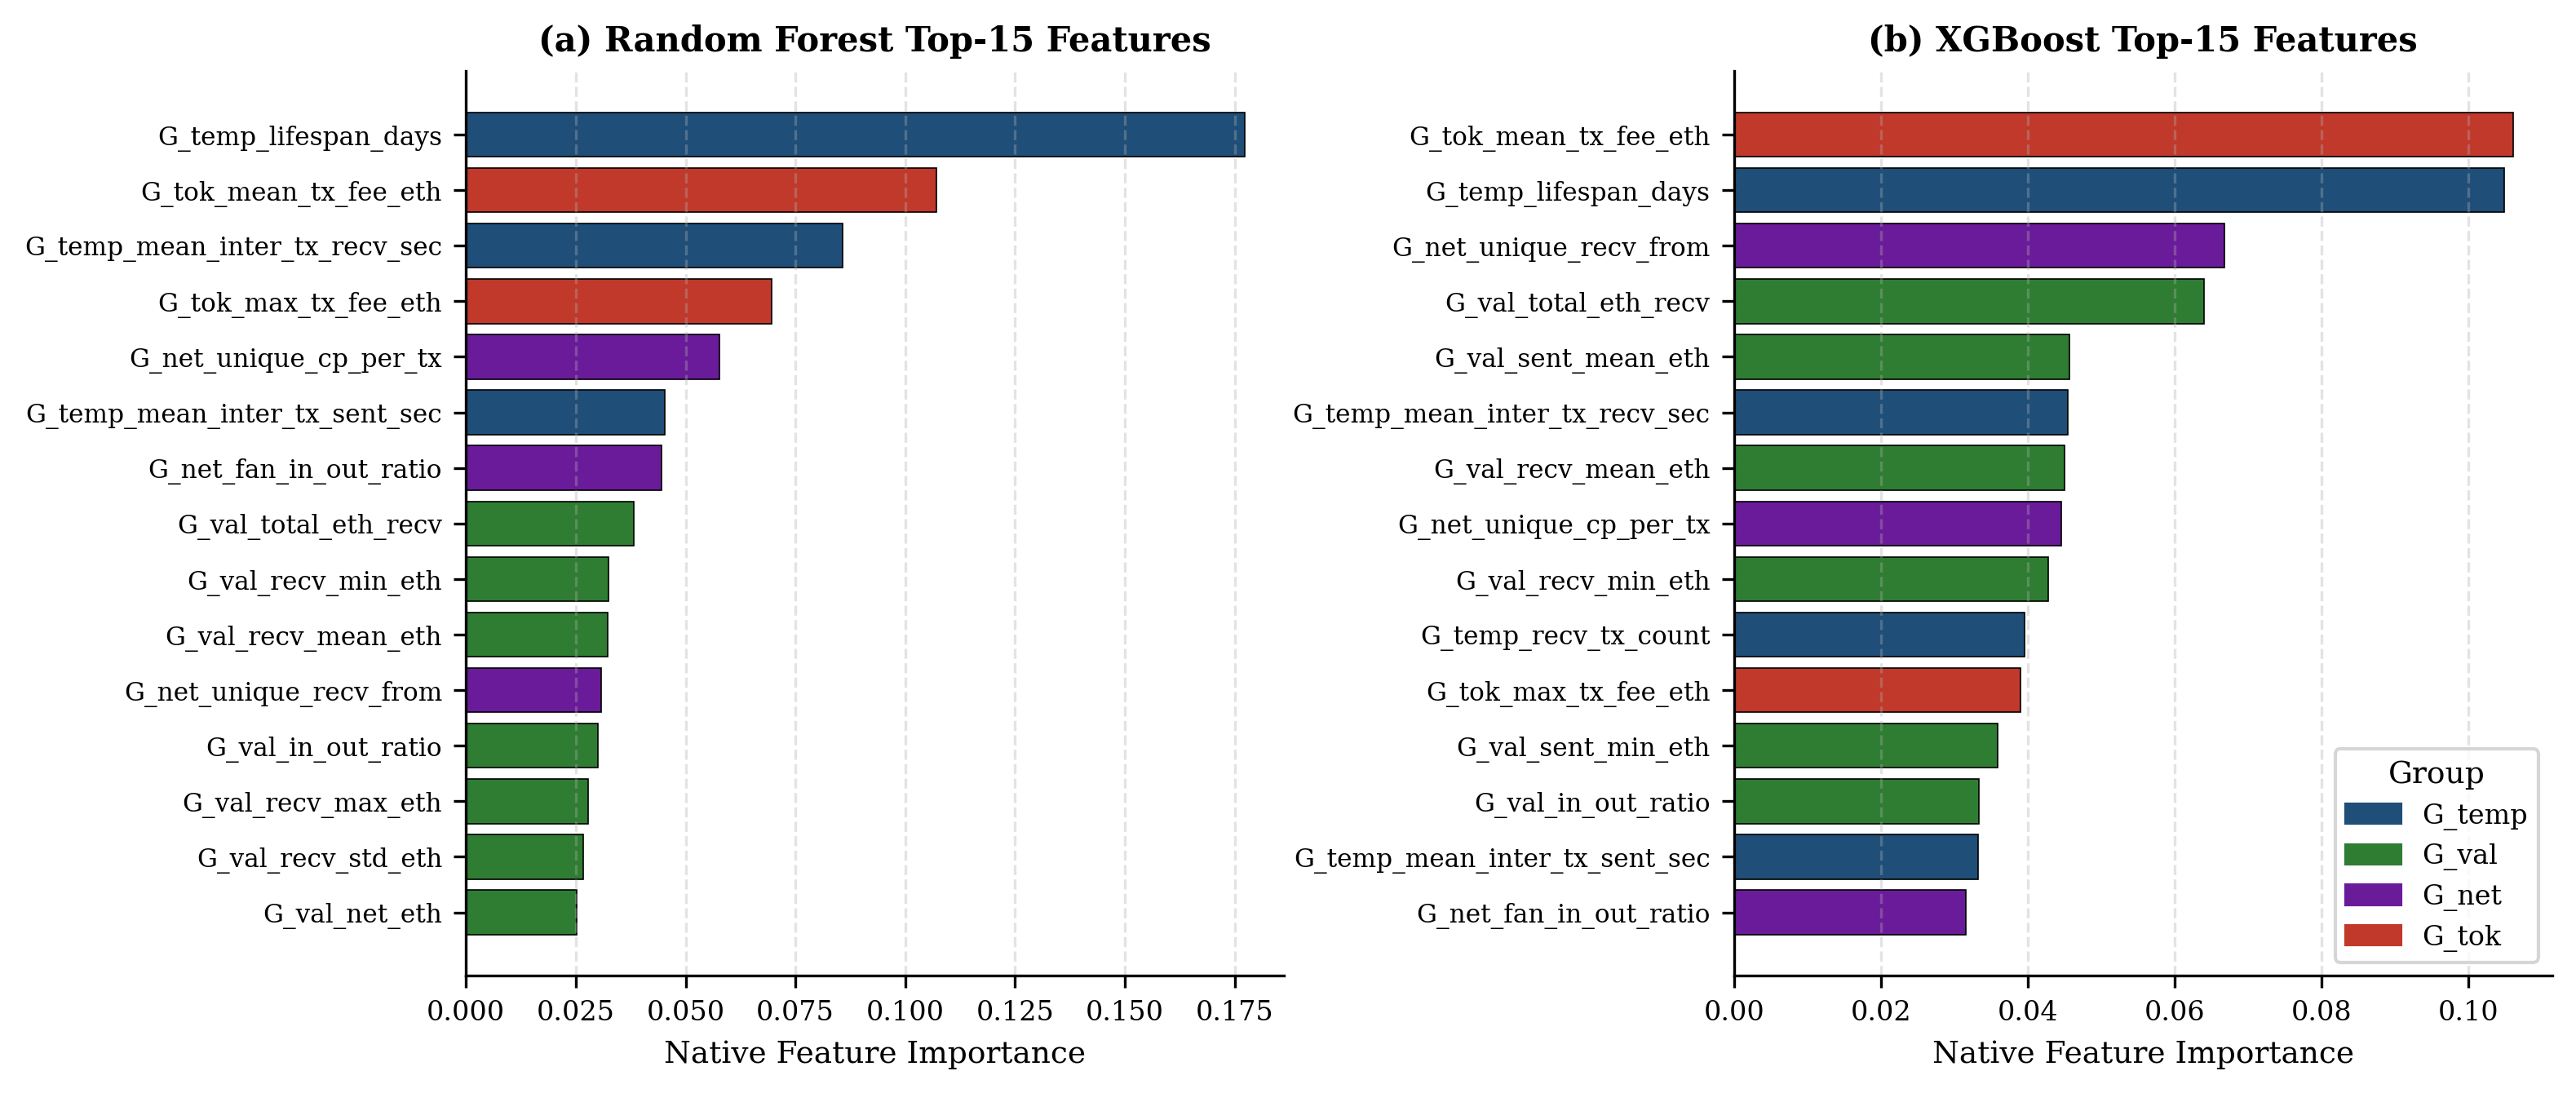 (a) Random Forest Top-15 Features
G_temp_lifespan_days
G_tok_mean_tx_fee_eth
G_temp_mean_inter_tx_recv_sec
G_tok_max_tx_fee_eth
G_net_unique_cp_per_tx
G_temp_mean_inter_tx_sent_sec
G_net_fan_in_out_ratio
G_val_total_eth_recv
G_val_recv_min_eth
G_val_recv_mean_eth
G_net_unique_recv_from
G_val_in_out_ratio
G_val_recv_max_eth
G_val_recv_std_eth
G_val_net_eth
0.000 0.025 0.050 0.075 0.100 0.125 0.150 0.175
Native Feature Importance
(b) XGBoost Top-15 Features
G_tok_mean_tx_fee_eth
G_temp_lifespan_days
G_net_unique_recv_from
G_val_total_eth_recv
G_val_sent_mean_eth
G_temp_mean_inter_tx_recv_sec
G_val_recv_mean_eth
G_net_unique_cp_per_tx
G_val_recv_min_eth
G_temp_recv_tx_count
G_tok_max_tx_fee_eth
G_val_sent_min_eth
G_val_in_out_ratio
G_temp_mean_inter_tx_sent_sec
G_net_fan_in_out_ratio
0.00 0.02 0.04 0.06 0.08 0.10
Native Feature Importance
Group
G_temp
G_val
G_net
G_tok